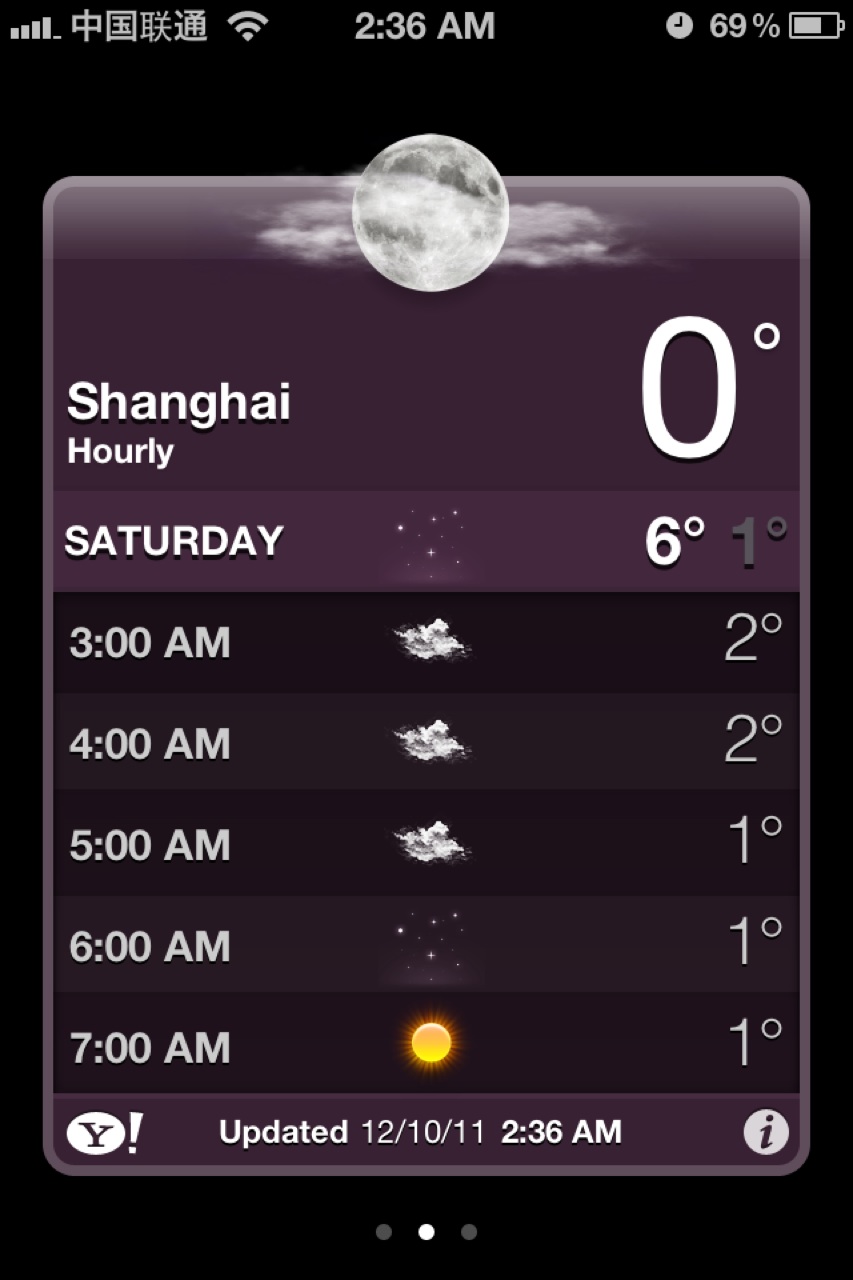 中国联通 2:36 AM 69%
0°
Shanghai
Hourly
SATURDAY 6° 1°
3:00 AM 2°
4:00 AM 2°
5:00 AM 1°
6:00 AM 1°
7:00 AM 1°
Y! Updated 12/10/11 2:36 AM i